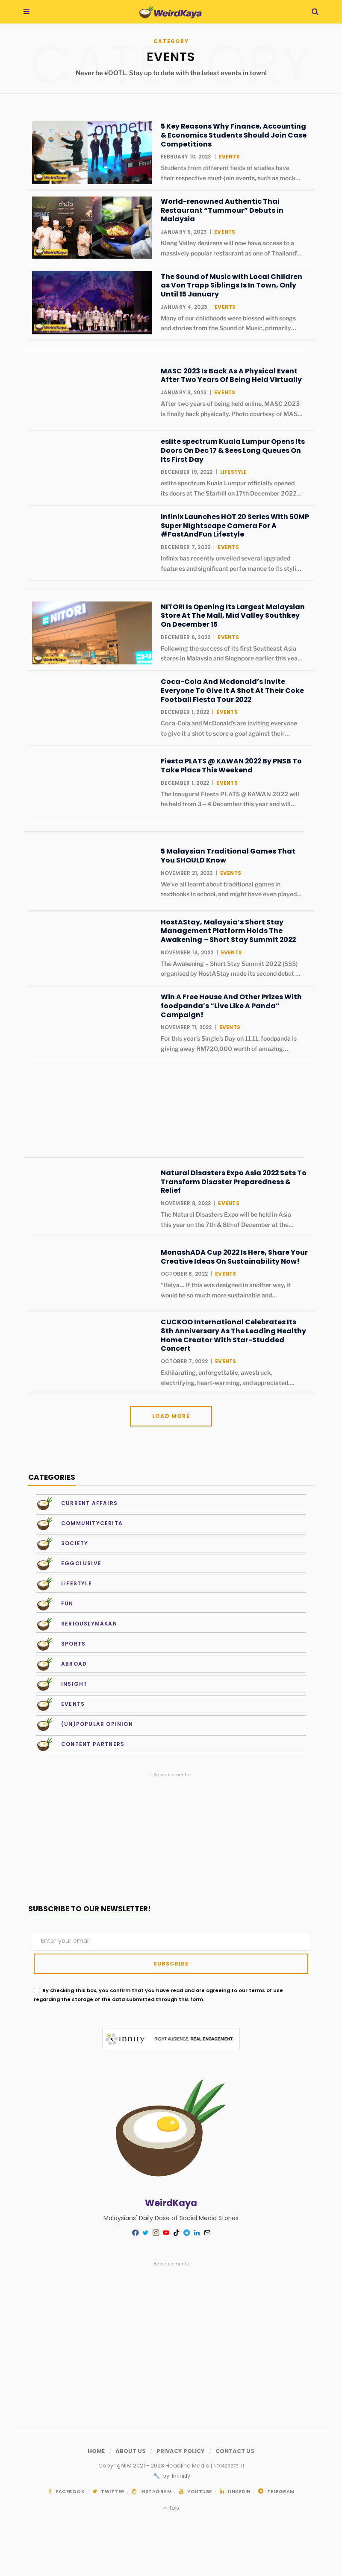 WeirdKaya
CATEGORY
CATEGORY
EVENTS
Never be #OOTL. Stay up to date with the latest events in town!
WeirdKaya
5 Key Reasons Why Finance, Accounting
& Economics Students Should Join Case
Competitions
FEBRUARY 10, 2023 | EVENTS
Students from different fields of studies have
their respective must-join events, such as mock...
WeirdKaya
World-renowned Authentic Thai
Restaurant “Tummour” Debuts in
Malaysia
JANUARY 9, 2023 | EVENTS
Klang Valley denizens will now have access to a
massively popular restaurant as one of Thailand’...
WeirdKaya
The Sound of Music with Local Children
as Von Trapp Siblings Is In Town, Only
Until 15 January
JANUARY 4, 2023 | EVENTS
Many of our childhoods were blessed with songs
and stories from the Sound of Music, primarily...
MASC 2023 Is Back As A Physical Event
After Two Years Of Being Held Virtually
JANUARY 3, 2023 | EVENTS
After two years of being held online, MASC 2023
is finally back physically. Photo courtesy of MAS...
eslite spectrum Kuala Lumpur Opens Its
Doors On Dec 17 & Sees Long Queues On
Its First Day
DECEMBER 19, 2022 | LIFESTYLE
eslite spectrum Kuala Lumpur officially opened
its doors at The Starhill on 17th December 2022...
Infinix Launches HOT 20 Series With 50MP
Super Nightscape Camera For A
#FastAndFun Lifestyle
DECEMBER 7, 2022 | EVENTS
Infinix has recently unveiled several upgraded
features and significant performance to its styli...
NITORI
WeirdKaya
NITORI Is Opening Its Largest Malaysian
Store At The Mall, Mid Valley Southkey
On December 15
DECEMBER 6, 2022 | EVENTS
Following the success of its first Southeast Asia
stores in Malaysia and Singapore earlier this yea...
Coca-Cola And Mcdonald’s Invite
Everyone To Give It A Shot At Their Coke
Football Fiesta Tour 2022
DECEMBER 1, 2022 | EVENTS
Coca-Cola and McDonald’s are inviting everyone
to give it a shot to score a goal against their...
Fiesta PLATS @ KAWAN 2022 By PNSB To
Take Place This Weekend
DECEMBER 1, 2022 | EVENTS
The inaugural Fiesta PLATS @ KAWAN 2022 will
be held from 3 – 4 December this year and will...
5 Malaysian Traditional Games That
You SHOULD Know
NOVEMBER 21, 2022 | EVENTS
We’ve all learnt about traditional games in
textbooks in school, and might have even played...
HostAStay, Malaysia’s Short Stay
Management Platform Holds The
Awakening – Short Stay Summit 2022
NOVEMBER 14, 2022 | EVENTS
The Awakening – Short Stay Summit 2022 (SSS)
organised by HostAStay made its second debut ...
Win A Free House And Other Prizes With
foodpanda’s “Live Like A Panda”
Campaign!
NOVEMBER 11, 2022 | EVENTS
For this year’s Single’s Day on 11.11, foodpanda is
giving away RM720,000 worth of amazing...
Natural Disasters Expo Asia 2022 Sets To
Transform Disaster Preparedness &
Relief
NOVEMBER 8, 2022 | EVENTS
The Natural Disasters Expo will be held in Asia
this year on the 7th & 8th of December at the...
MonashADA Cup 2022 Is Here, Share Your
Creative Ideas On Sustainability Now!
OCTOBER 8, 2022 | EVENTS
“Haiya... If this was designed in another way, it
would be so much more sustainable and...
CUCKOO International Celebrates Its
8th Anniversary As The Leading Healthy
Home Creator With Star-Studded
Concert
OCTOBER 7, 2022 | EVENTS
Exhilarating, unforgettable, awestruck,
electrifying, heart-warming, and appreciated....
LOAD MORE
CATEGORIES
CURRENT AFFAIRS
COMMUNITYCERITA
SOCIETY
EGGCLUSIVE
LIFESTYLE
FUN
SERIOUSLYMAKAN
SPORTS
ABROAD
INSIGHT
EVENTS
(UN)POPULAR OPINION
CONTENT PARTNERS
- Advertisements -
SUBSCRIBE TO OUR NEWSLETTER!
Enter your email
SUBSCRIBE
By checking this box, you confirm that you have read and are agreeing to our terms of use
regarding the storage of the data submitted through this form.
innity RIGHT AUDIENCE. REAL ENGAGEMENT.
WeirdKaya
Malaysians' Daily Dose of Social Media Stories
- Advertisements -
HOME / ABOUT US / PRIVACY POLICY / CONTACT US
Copyright © 2021 - 2023 Headline Media
by Infinity
FACEBOOK TWITTER INSTAGRAM YOUTUBE LINKEDIN TELEGRAM
Top